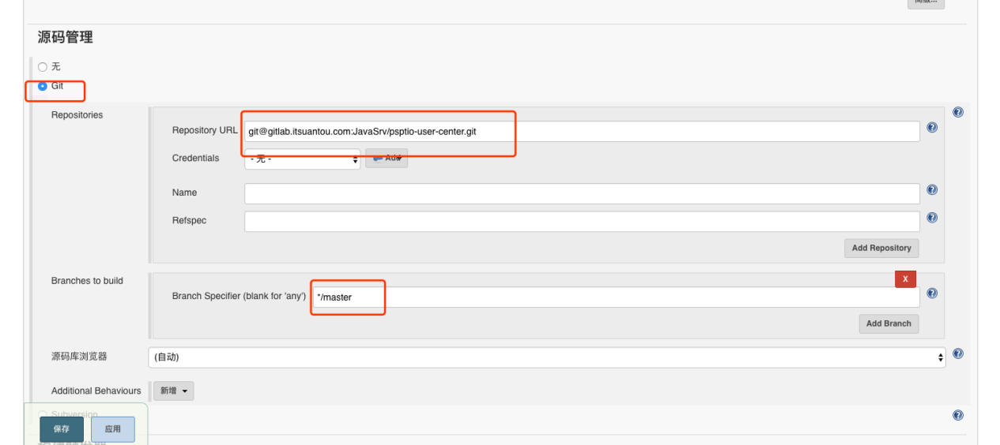 高级...
源码管理
无
Git
Repositories
Repository URL git@gitlab.itsuantou.com:JavaSrv/psptio-user-center.git
Credentials - 无 - Add
Name
Refspec
Add Repository
Branches to build
X
Branch Specifier (blank for 'any') */master
Add Branch
源码库浏览器 (自动)
Additional Behaviours 新增
Subversion
保存 应用